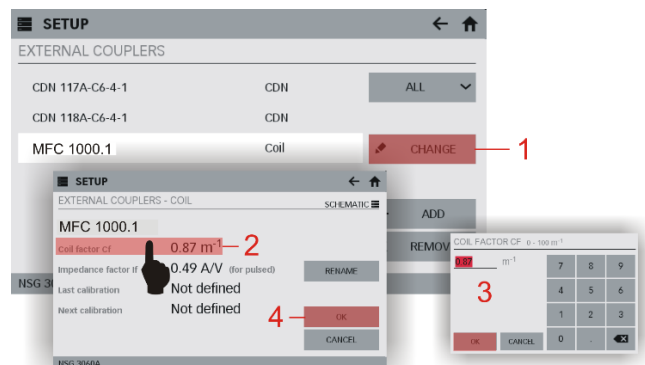 SETUP
EXTERNAL COUPLERS
CDN 117A-C6-4-1 CDN ALL
CDN 118A-C6-4-1 CDN
MFC 1000.1 Coil CHANGE 1
ADD
REMOV
NSG 30
SETUP
EXTERNAL COUPLERS - COIL SCHEMATIC
MFC 1000.1
Coil factor Cf 0.87 m⁻¹ 2
Impedance factor If 0.49 A/V (for pulsed) RENAME
Last calibration Not defined
Next calibration Not defined
4 OK
CANCEL
NSG 3060A
COIL FACTOR CF 0 - 100 m⁻¹
0.87 m⁻¹ 7 8 9
3 4 5 6
1 2 3
OK CANCEL 0 .